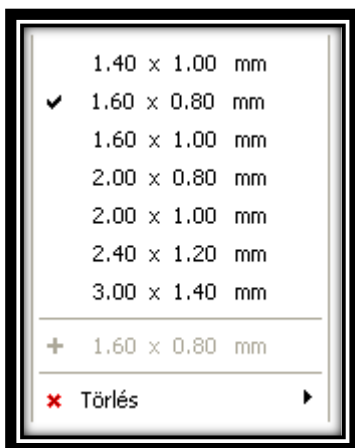 1.40 x 1.00 mm
1.60 x 0.80 mm
1.60 x 1.00 mm
2.00 x 0.80 mm
2.00 x 1.00 mm
2.40 x 1.20 mm
3.00 x 1.40 mm
1.60 x 0.80 mm
Törlés